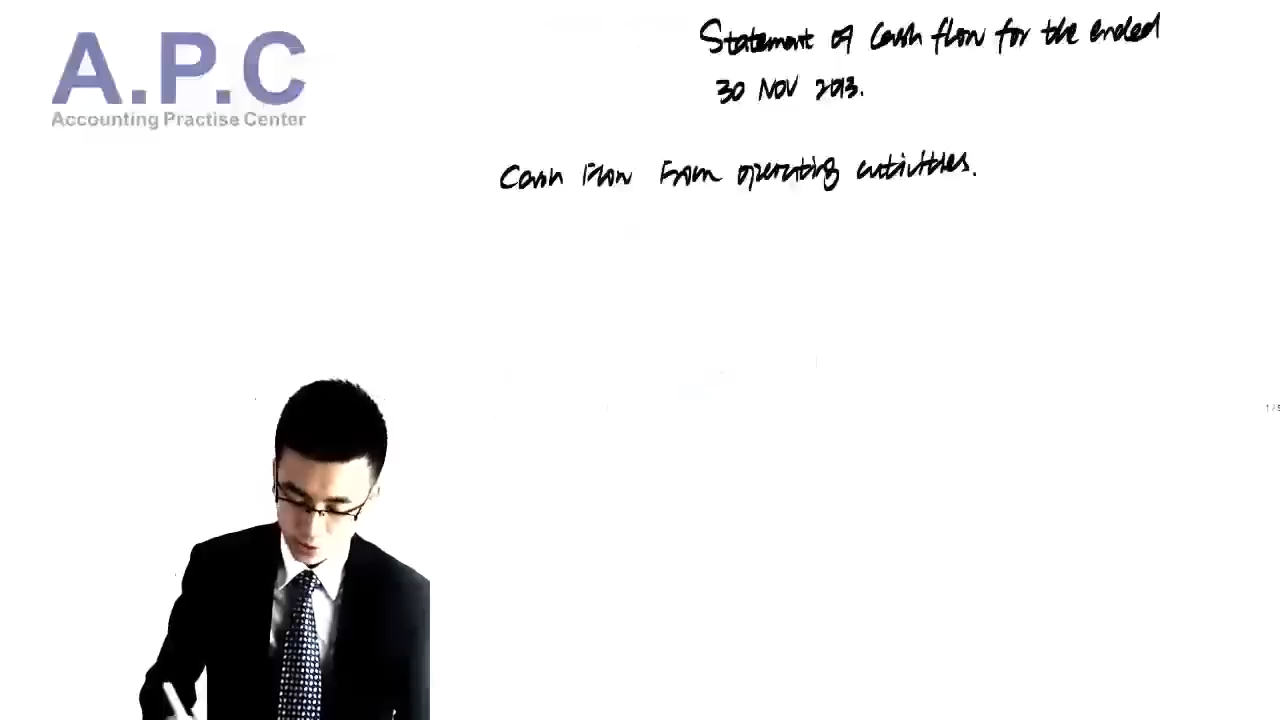 A.P.C
Accounting Practise Center
Statement of Cash flow for the ended
30 NOV 2013.
Cash Flow From operating activities.